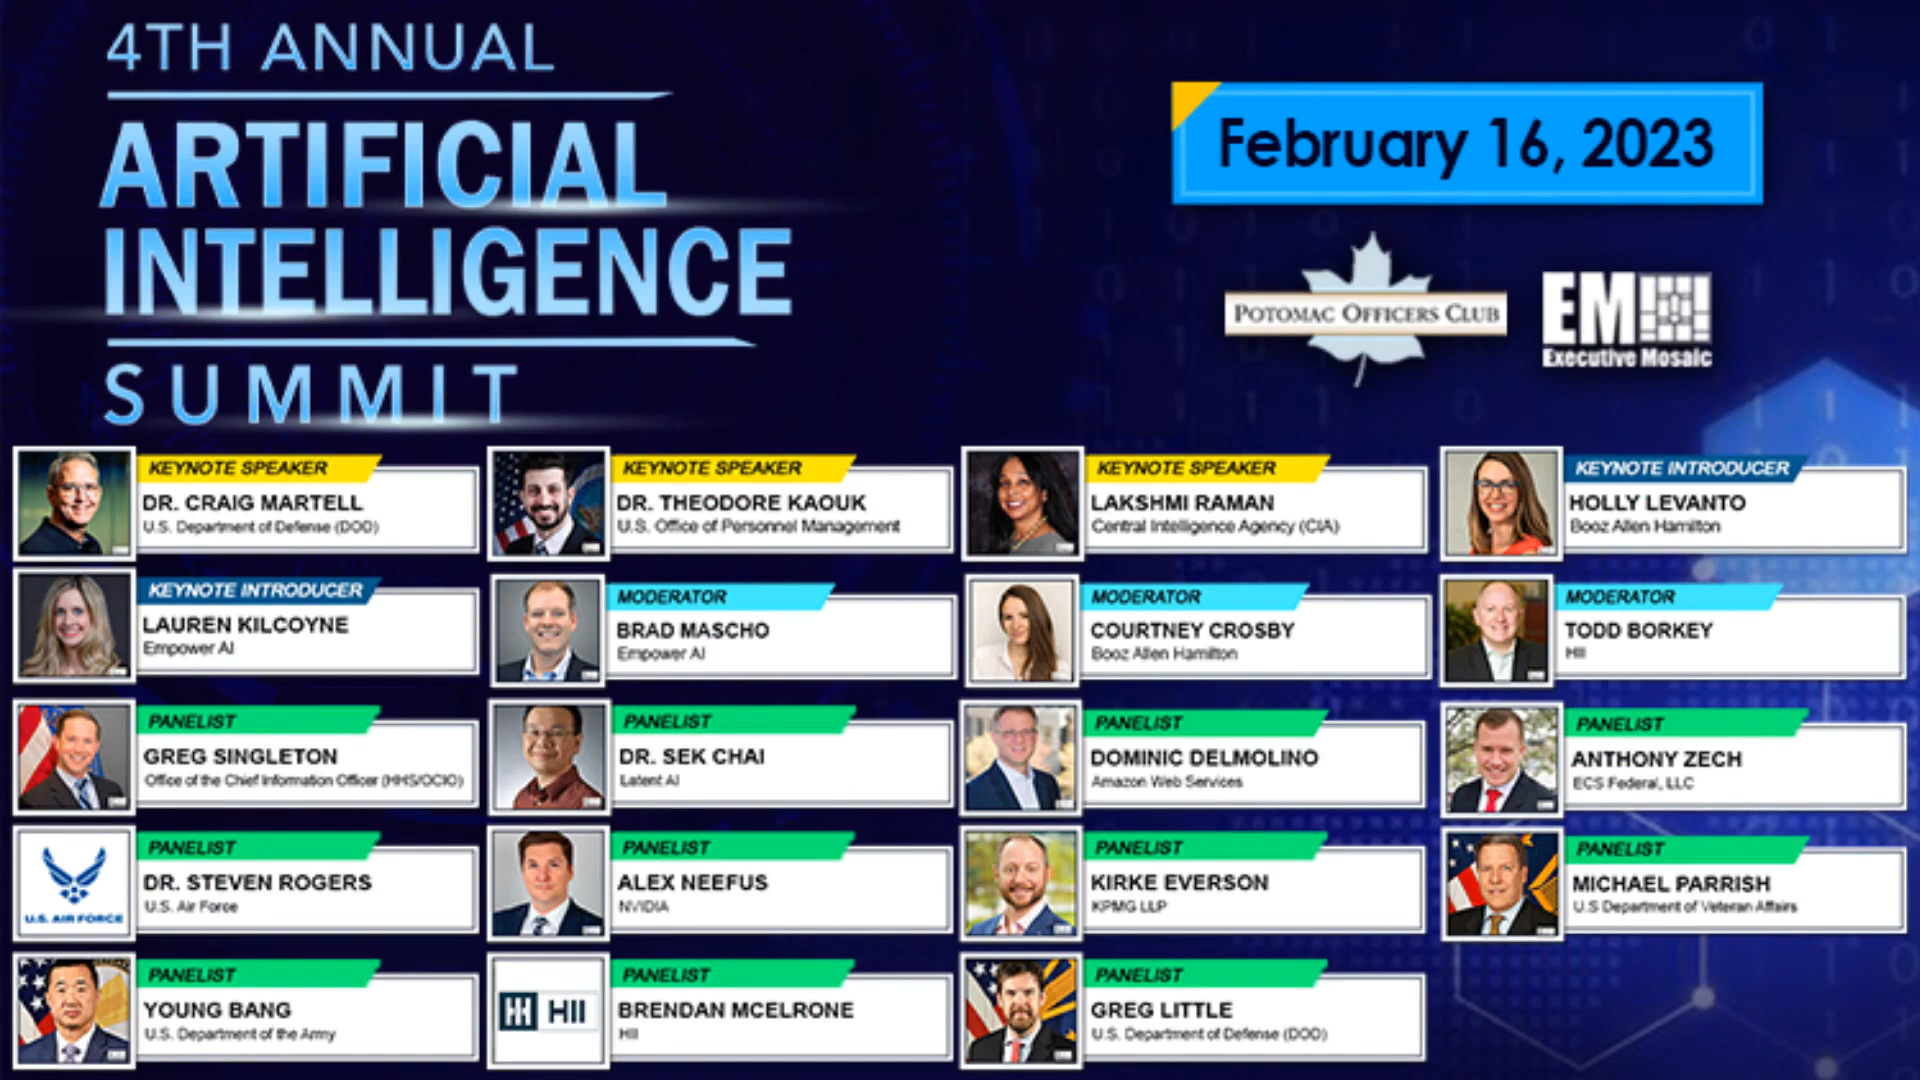 4TH ANNUAL
ARTIFICIAL
INTELLIGENCE
SUMMIT
February 16, 2023
POTOMAC OFFICERS CLUB
EM
Executive Mosaic
KEYNOTE SPEAKER
DR. CRAIG MARTELL
U.S. Department of Defense (DOD)
KEYNOTE SPEAKER
DR. THEODORE KAOUK
U.S. Office of Personnel Management
KEYNOTE SPEAKER
LAKSHMI RAMAN
Central Intelligence Agency (CIA)
KEYNOTE INTRODUCER
HOLLY LEVANTO
Booz Allen Hamilton
KEYNOTE INTRODUCER
LAUREN KILCOYNE
Empower AI
MODERATOR
BRAD MASCHO
Empower AI
MODERATOR
COURTNEY CROSBY
Booz Allen Hamilton
MODERATOR
TODD BORKEY
HII
PANELIST
GREG SINGLETON
Office of the Chief Information Officer (HHS/OCIO)
PANELIST
DR. SEK CHAI
Latent AI
PANELIST
DOMINIC DELMOLINO
Amazon Web Services
PANELIST
ANTHONY ZECH
ECS Federal, LLC
U.S. AIR FORCE
PANELIST
DR. STEVEN ROGERS
U.S. Air Force
PANELIST
ALEX NEEFUS
NVIDIA
PANELIST
KIRKE EVERSON
KPMG LLP
PANELIST
MICHAEL PARRISH
U.S Department of Veteran Affairs
PANELIST
YOUNG BANG
U.S. Department of the Army
HII
PANELIST
BRENDAN MCELRONE
HII
PANELIST
GREG LITTLE
U.S. Department of Defense (DOD)